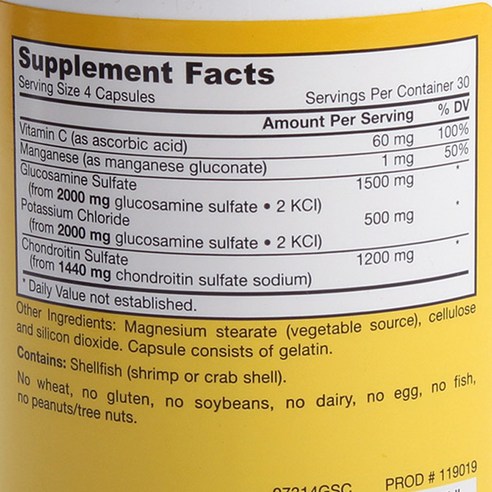 Supplement Facts
Serving Size 4 Capsules Servings Per Container 30
Amount Per Serving % DV
Vitamin C (as ascorbic acid) 60 mg 100%
Manganese (as manganese gluconate) 1 mg 50%
Glucosamine Sulfate 1500 mg *
(from 2000 mg glucosamine sulfate • 2 KCl)
Potassium Chloride 500 mg *
(from 2000 mg glucosamine sulfate • 2 KCl)
Chondroitin Sulfate 1200 mg *
(from 1440 mg chondroitin sulfate sodium)
* Daily Value not established.
Other Ingredients: Magnesium stearate (vegetable source), cellulose
and silicon dioxide. Capsule consists of gelatin.
Contains: Shellfish (shrimp or crab shell).
No wheat, no gluten, no soybeans, no dairy, no egg, no fish,
no peanuts/tree nuts.
PROD # 119019